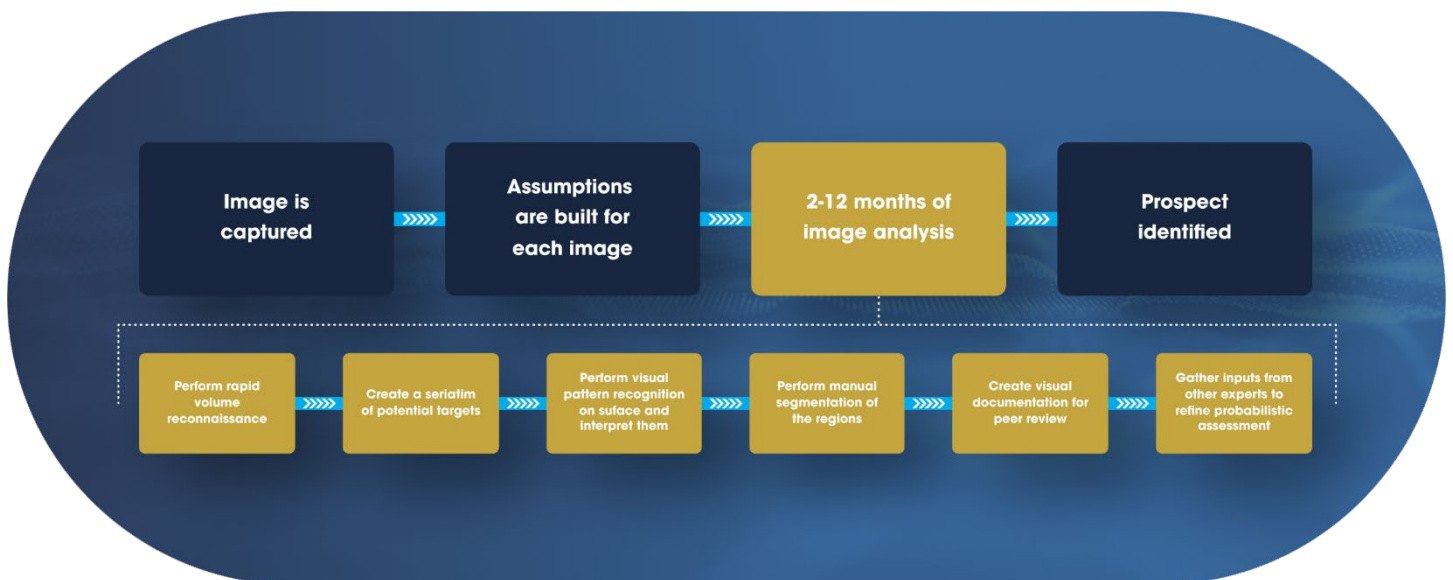 Image is
captured
Assumptions
are built for
each image
2-12 months of
image analysis
Prospect
identified
Perform rapid
volume
reconnaissance
Create a seriatim
of potential targets
Perform visual
pattern recognition
on suface and
interpret them
Perform manual
segmentation of
the regions
Create visual
documentation for
peer review
Gather inputs from
other experts to
refine probabilistic
assessment